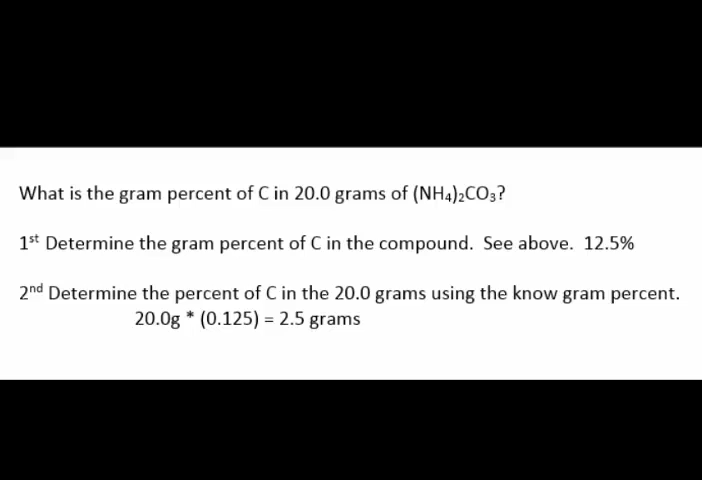 What is the gram percent of C in 20.0 grams of (NH₄)₂CO₃?
1ˢᵗ Determine the gram percent of C in the compound.  See above.  12.5%
2ⁿᵈ Determine the percent of C in the 20.0 grams using the know gram percent.
20.0g * (0.125) = 2.5 grams